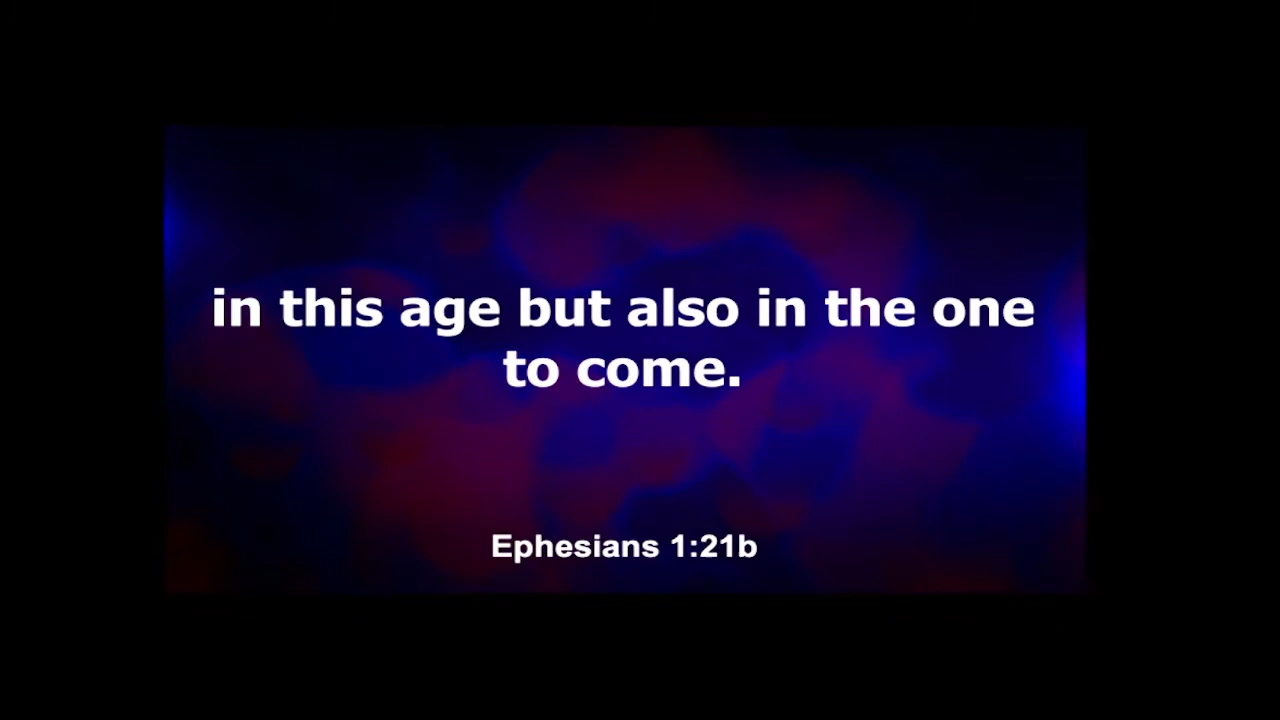 in this age but also in the one
to come.
Ephesians 1:21b